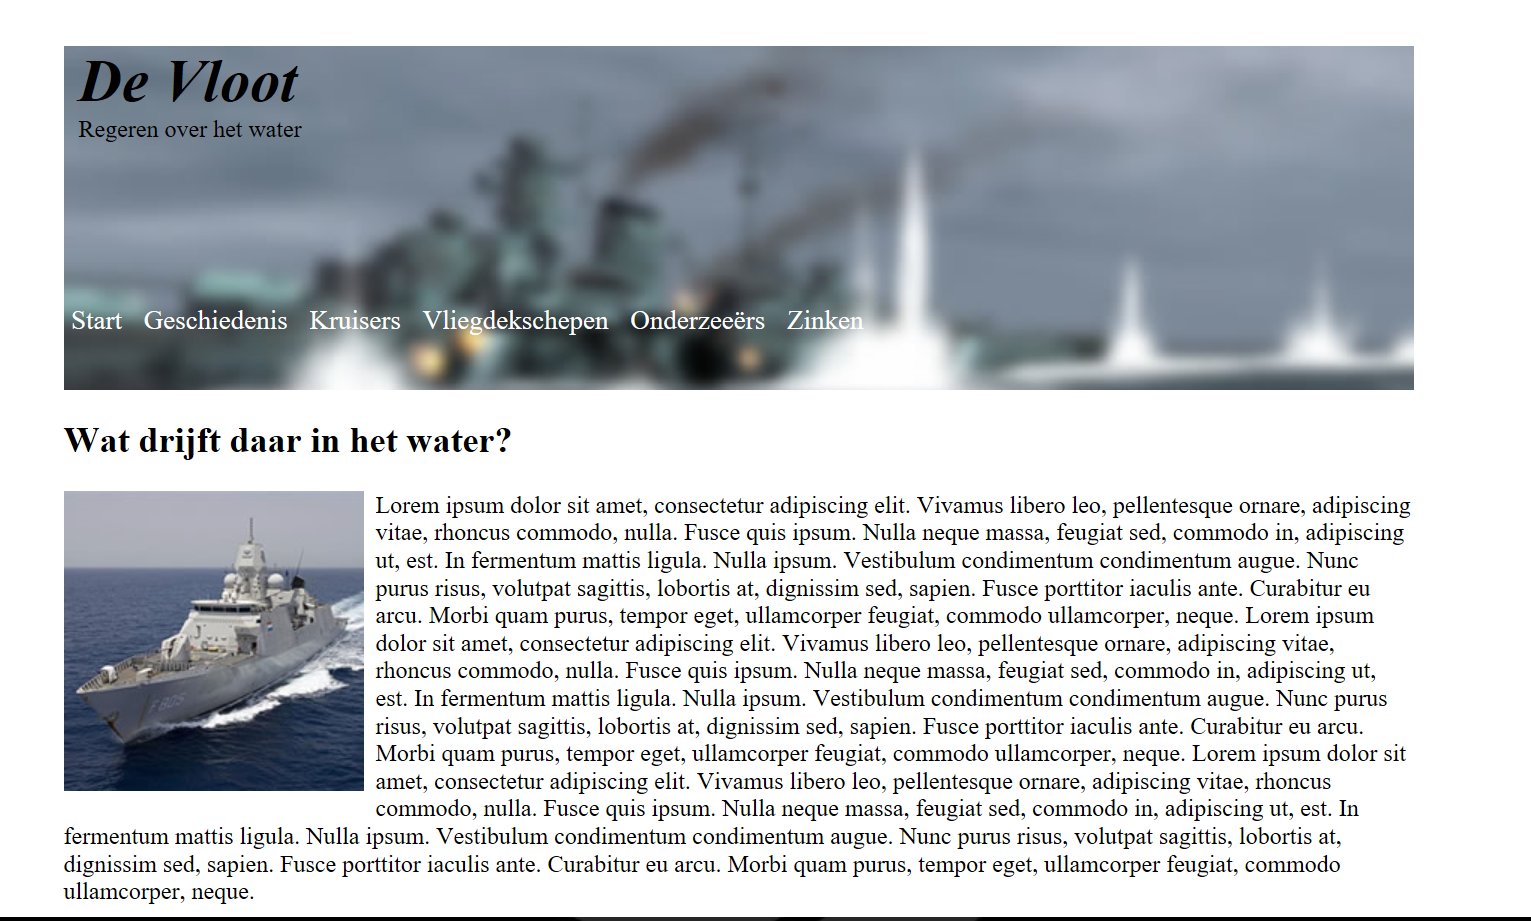 De Vloot
Regeren over het water
Start Geschiedenis Kruisers Vliegdekschepen Onderzeeërs Zinken
Wat drijft daar in het water?
Lorem ipsum dolor sit amet, consectetur adipiscing elit. Vivamus libero leo, pellentesque ornare, adipiscing
vitae, rhoncus commodo, nulla. Fusce quis ipsum. Nulla neque massa, feugiat sed, commodo in, adipiscing
ut, est. In fermentum mattis ligula. Nulla ipsum. Vestibulum condimentum condimentum augue. Nunc
purus risus, volutpat sagittis, lobortis at, dignissim sed, sapien. Fusce porttitor iaculis ante. Curabitur eu
arcu. Morbi quam purus, tempor eget, ullamcorper feugiat, commodo ullamcorper, neque. Lorem ipsum
dolor sit amet, consectetur adipiscing elit. Vivamus libero leo, pellentesque ornare, adipiscing vitae,
rhoncus commodo, nulla. Fusce quis ipsum. Nulla neque massa, feugiat sed, commodo in, adipiscing ut,
est. In fermentum mattis ligula. Nulla ipsum. Vestibulum condimentum condimentum augue. Nunc purus
risus, volutpat sagittis, lobortis at, dignissim sed, sapien. Fusce porttitor iaculis ante. Curabitur eu arcu.
Morbi quam purus, tempor eget, ullamcorper feugiat, commodo ullamcorper, neque. Lorem ipsum dolor sit
amet, consectetur adipiscing elit. Vivamus libero leo, pellentesque ornare, adipiscing vitae, rhoncus
commodo, nulla. Fusce quis ipsum. Nulla neque massa, feugiat sed, commodo in, adipiscing ut, est. In
fermentum mattis ligula. Nulla ipsum. Vestibulum condimentum condimentum augue. Nunc purus risus, volutpat sagittis, lobortis at,
dignissim sed, sapien. Fusce porttitor iaculis ante. Curabitur eu arcu. Morbi quam purus, tempor eget, ullamcorper feugiat, commodo
ullamcorper, neque.